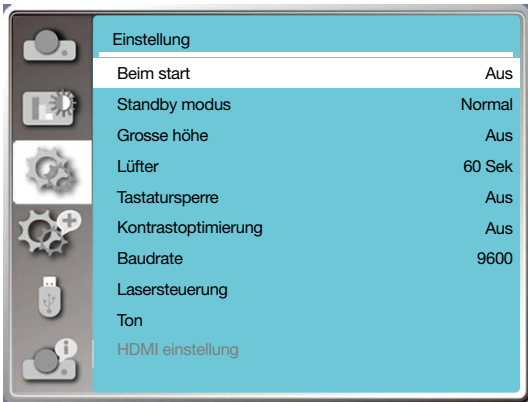 Einstellung
Beim start Aus
Standby modus Normal
Grosse höhe Aus
Lüfter 60 Sek
Tastatursperre Aus
Kontrastoptimierung Aus
Baudrate 9600
Lasersteuerung
Ton
HDMI einstellung